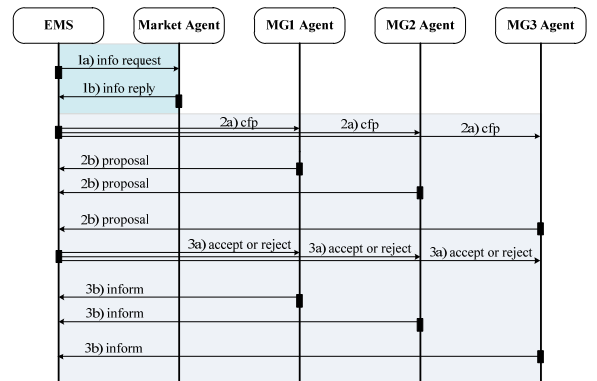 EMS
Market Agent
MG1 Agent
MG2 Agent
MG3 Agent
1a) info request
1b) info reply
2a) cfp
2a) cfp
2a) cfp
2b) proposal
2b) proposal
2b) proposal
3a) accept or reject
3a) accept or reject
3a) accept or reject
3b) inform
3b) inform
3b) inform